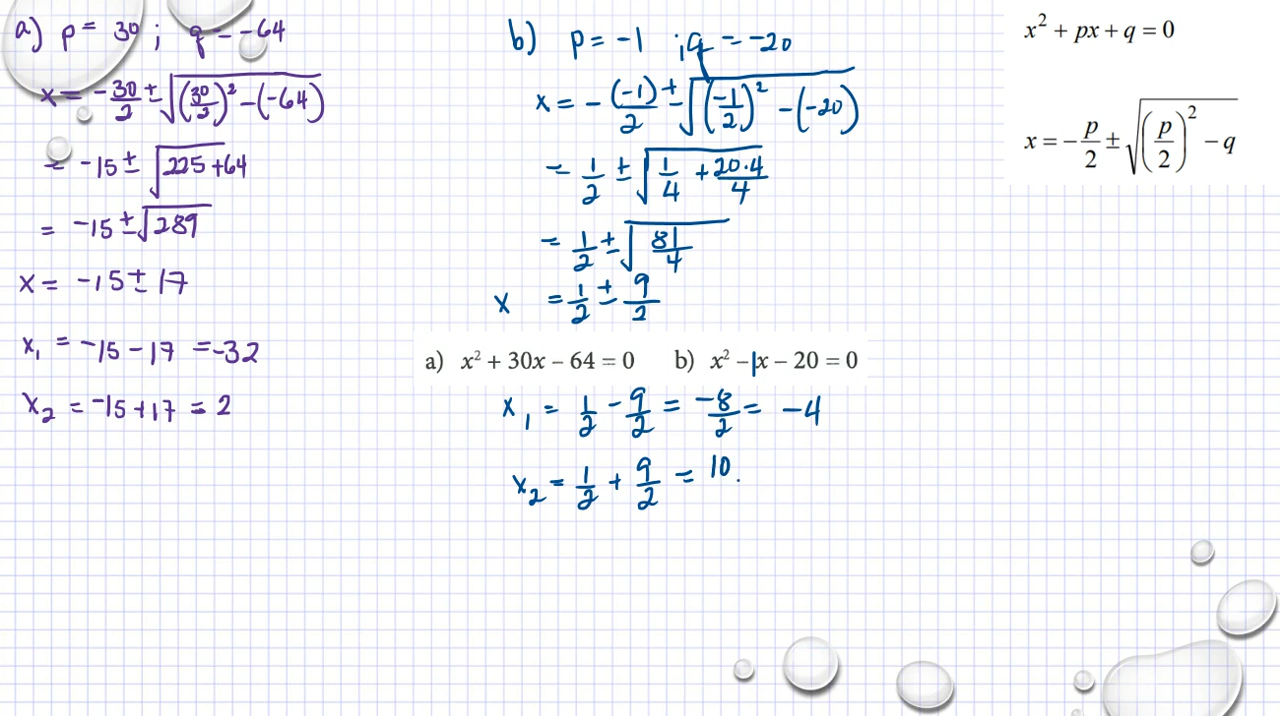 a) p = 30 ; q = -64
x = -30/2 ± √((30/2)² - (-64))
= -15 ± √(225 + 64)
= -15 ± √289
x = -15 ± 17
x₁ = -15 - 17 = -32
x₂ = -15 + 17 = 2
b) p = -1 ; q = -20
x = -(-1)/2 ± √((-1/2)² - (-20))
= 1/2 ± √(1/4 + 20·4/4)
= 1/2 ± √(81/4)
x = 1/2 ± 9/2
a) x² + 30x - 64 = 0 b) x² - 1x - 20 = 0
x₁ = 1/2 - 9/2 = -8/2 = -4
x₂ = 1/2 + 9/2 = 10
x² + px + q = 0
x = -p/2 ± √((p/2)² - q)